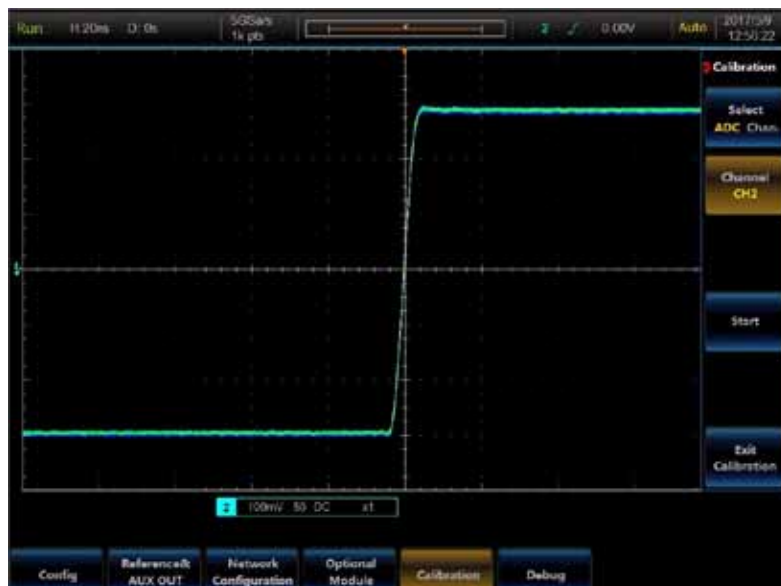 Run H:20ns D: 0s 5GSa/s 2 0.00V Auto 2017/5/9
1k pts 12:50:22
Calibration
Select
ADC Chan
Channel
CH2
2
Start
Exit
Calibration
2 100mV 50 DC x1
Config
Reference&
AUX OUT
Network
Configuration
Optional
Module
Calibration
Debug